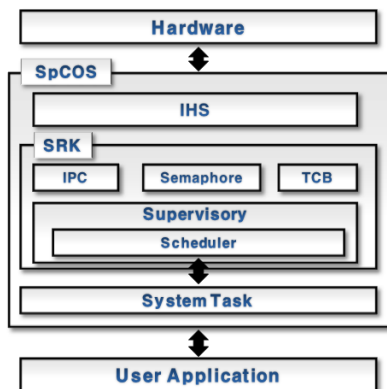 Hardware
SpCOS
IHS
SRK
IPC Semaphore TCB
Supervisory
Scheduler
System Task
User Application